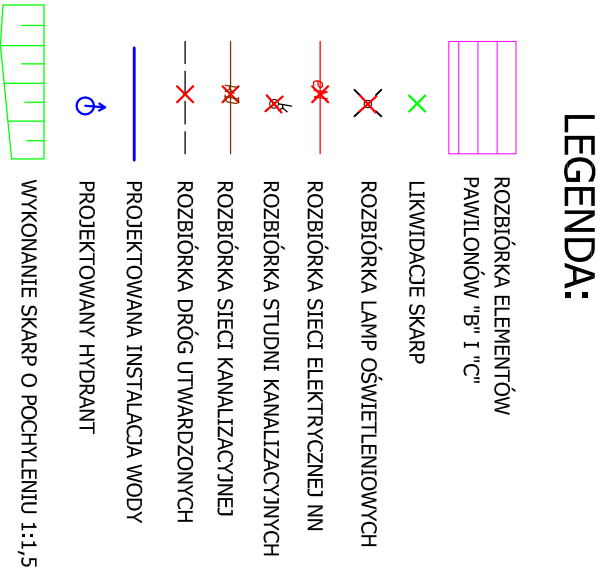 LEGENDA:
ROZBIÓRKA ELEMENTÓW
PAWILONÓW "B" I "C"
LIKWIDACJE SKARP
ROZBIÓRKA LAMP OŚWIETLENIOWYCH
ROZBIÓRKA SIECI ELEKTRYCZNEJ NN
ROZBIÓRKA STUDNI KANALIZACYJNYCH
ROZBIÓRKA SIECI KANALIZACYJNEJ
ROZBIÓRKA DRÓG UTWARDZONYCH
PROJEKTOWANA INSTALACJA WODY
PROJEKTOWANY HYDRANT
WYKONANIE SKARP O POCHYLENIU 1:1,5